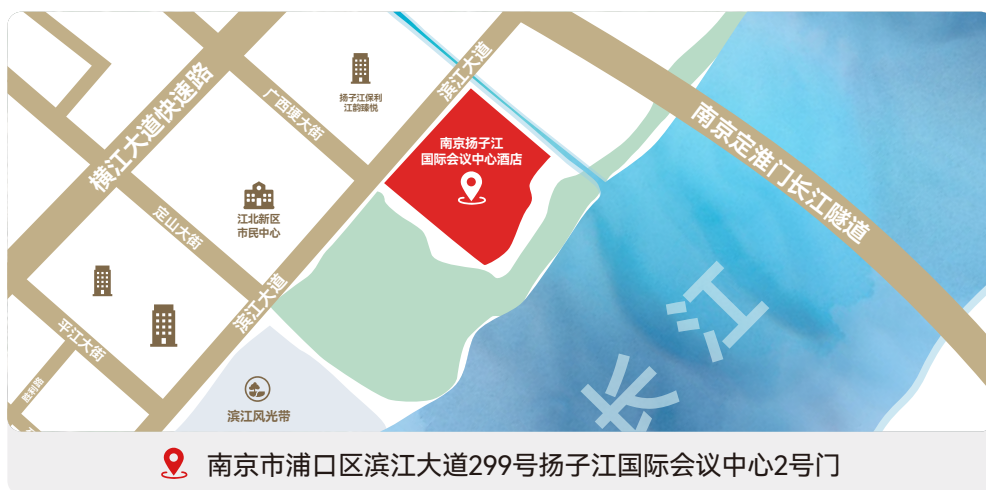 滨江大道
横江大道快速路
广西埂大街
扬子江保利
江韵臻悦
南京扬子江
国际会议中心酒店
南京定淮门长江隧道
定山大街
江北新区
市民中心
滨江大道
平江大街
胜利路
滨江风光带
长江
南京市浦口区滨江大道299号扬子江国际会议中心2号门